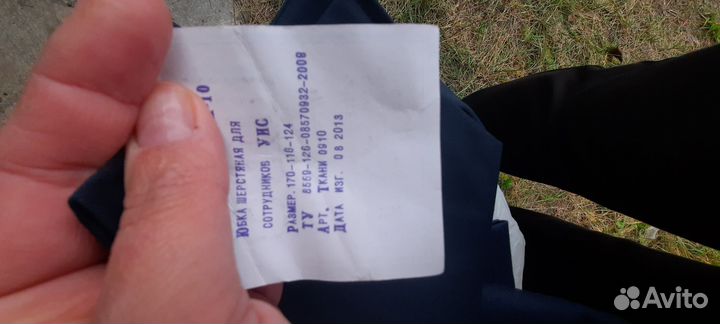 ЮБКА ШЕРСТЯНАЯ ДЛЯ
СОТРУДНИКОВ УИС
РАЗМЕР. 170-116-124
ТУ 8559-126-08570932-2009
АРТ. ТКАНИ 0910
ДАТА ИЗГ. 08 2013
Avito